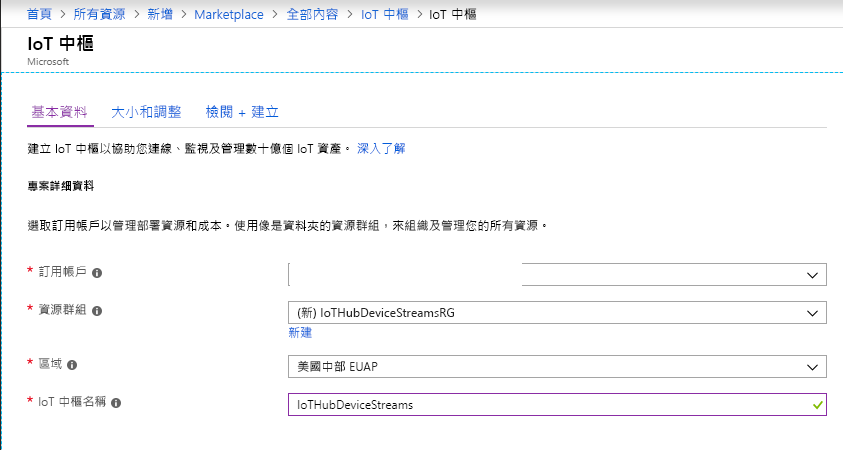 首頁 > 所有資源 > 新增 > Marketplace > 全部內容 > IoT 中樞 > IoT 中樞
IoT 中樞
Microsoft
基本資料 大小和調整 檢閱 + 建立
建立 IoT 中樞以協助您連線、監視及管理數十億個 IoT 資產。 深入了解
專案詳細資料
選取訂用帳戶以管理部署資源和成本。使用像是資料夾的資源群組，來組織及管理您的所有資源。
* 訂用帳戶
* 資源群組 (新) IoTHubDeviceStreamsRG
新建
* 區域 美國中部 EUAP
* IoT 中樞名稱 IoTHubDeviceStreams